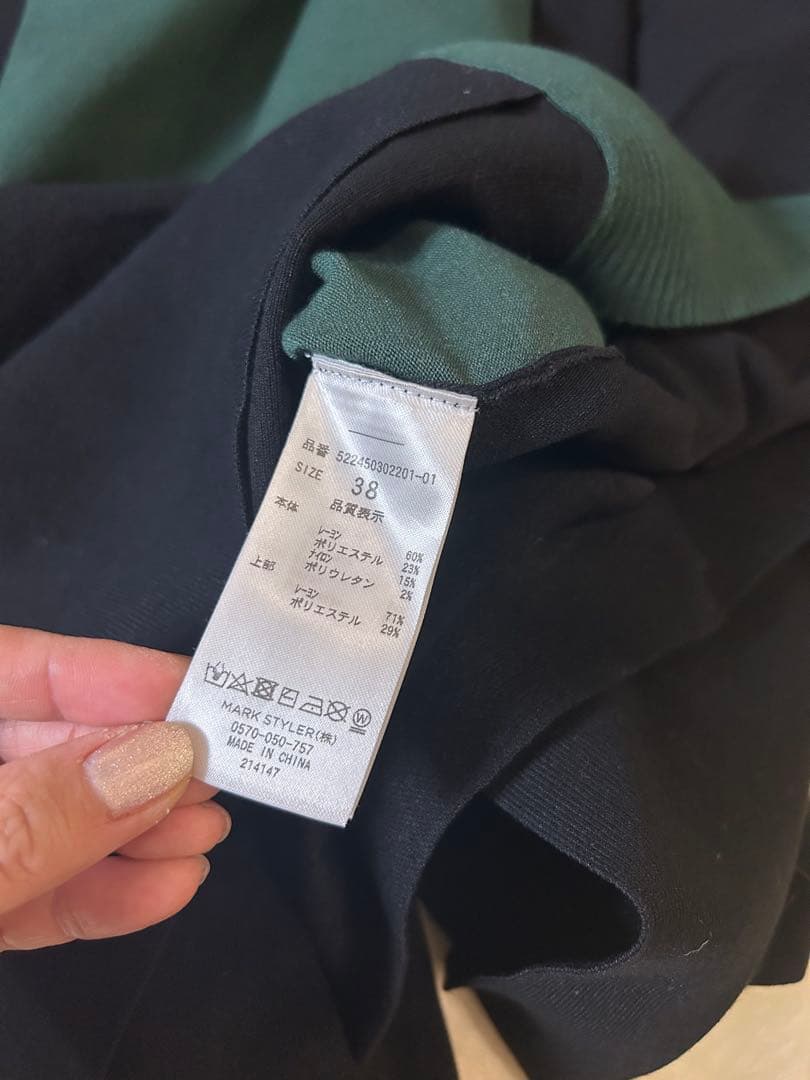 品番 522450302201-01
SIZE 38
品質表示
本体
レーヨン 60%
ポリエステル 23%
ナイロン 15%
ポリウレタン 2%
上部
レーヨン 71%
ポリエステル 29%
W
MARK STYLER(株)
0570-050-757
MADE IN CHINA
214147